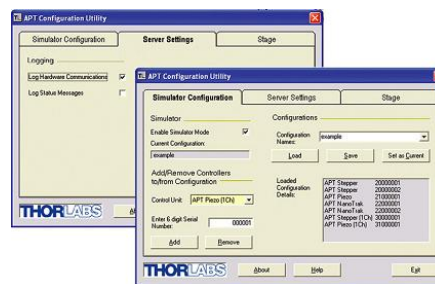 APT Configuration Utility
Simulator Configuration
Server Settings
Stage
Logging
Log Hardware Communications
Log Status Messages
THORLABS
APT Configuration Utility
Simulator Configuration
Server Settings
Stage
Simulator
Enable Simulator Mode
Current Configuration:
example
Add/Remove Controllers
to/from Configuration
Control Unit: APT Piezo (1Ch)
Enter 6 digit Serial
Number: 000001
Add Remove
Configurations
Configuration
Names: example
Load Save Set as Current
Loaded
Configuration
Details:
APT Stepper 20000001
APT Stepper 20000002
APT Piezo 21000001
APT NanoTrak 22000001
APT NanoTrak 22000002
APT Stepper (1Ch) 30000001
APT Piezo (1Ch) 31000001
THORLABS
About Help Exit